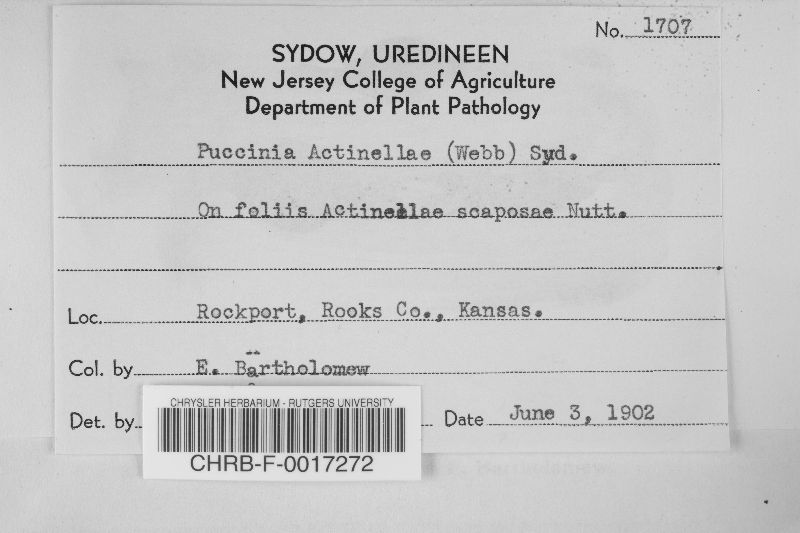 No. 1707
SYDOW, UREDINEEN
New Jersey College of Agriculture
Department of Plant Pathology
Puccinia Actinellae (Webb) Syd.
On foliis Actinellae scaposae Nutt.
Loc. Rockport, Rooks Co., Kansas.
Col. by E. Bartholomew
Det. by
Date June 3, 1902
CHRYSLER HERBARIUM - RUTGERS UNIVERSITY
CHRB-F-0017272